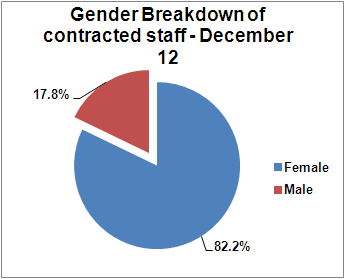 Gender Breakdown of
contracted staff - December
12
17.8%
Female
Male
82.2%